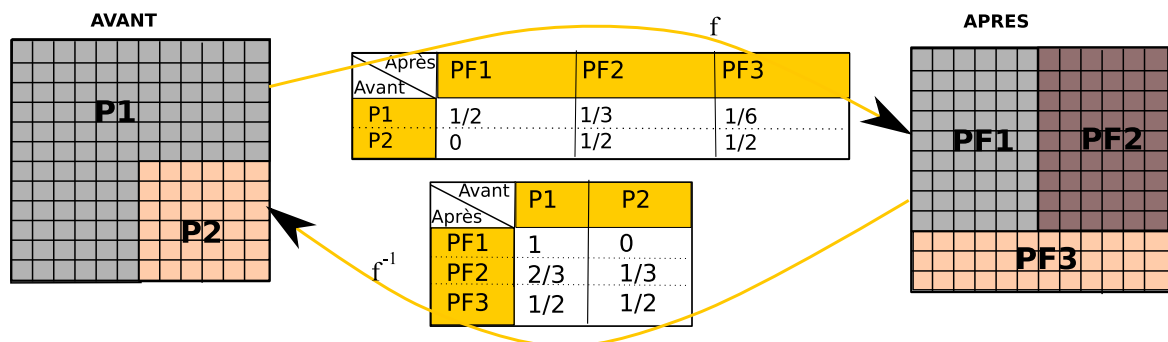 AVANT
f
APRES
Après PF1 PF2 PF3
Avant
P1 1/2 1/3 1/6
P2 0 1/2 1/2
P1
P2
PF1 PF2
PF3
Avant P1 P2
Après
PF1 1 0
PF2 2/3 1/3
PF3 1/2 1/2
f-1